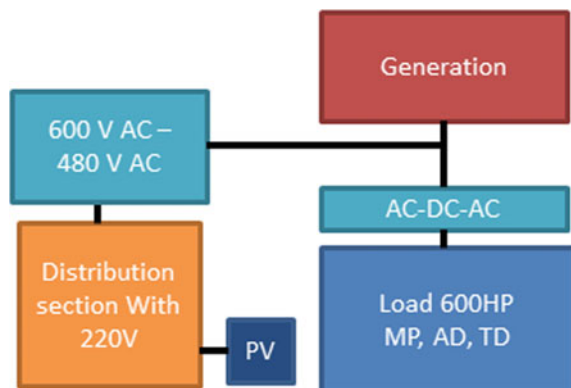 Generation
600 V AC –
480 V AC
AC-DC-AC
Distribution
section With
220V
PV
Load 600HP
MP, AD, TD